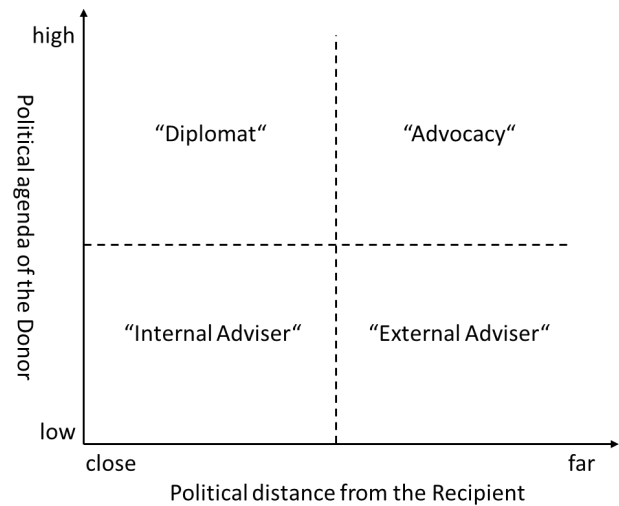 high
Political agenda of the Donor
“Diplomat“
“Advocacy“
“Internal Adviser“
“External Adviser“
low
close
far
Political distance from the Recipient